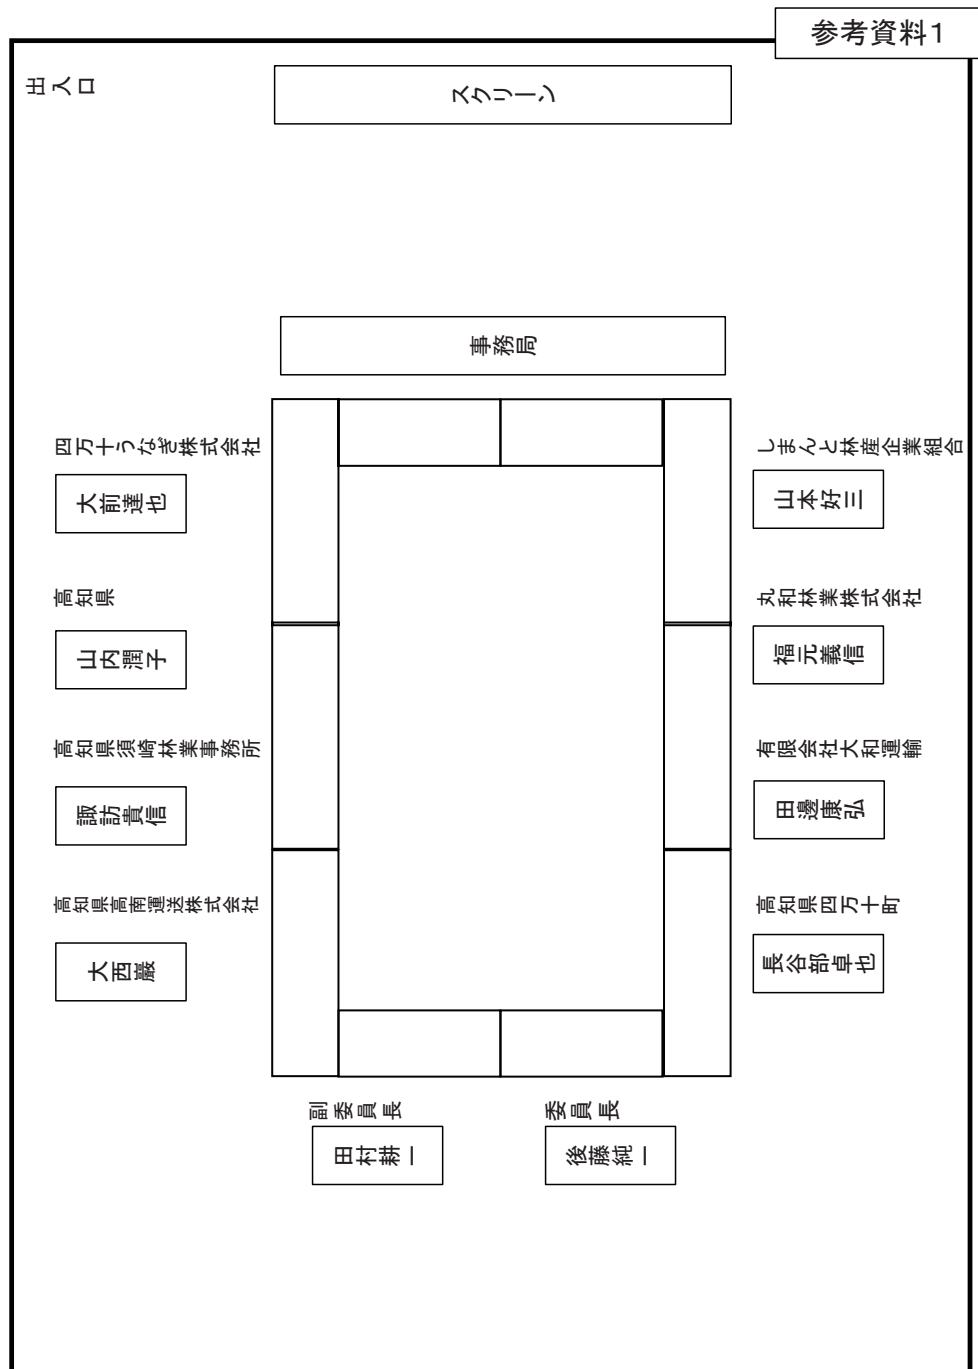 参考資料1
出入口
スクリーン
事務局
四万十うなぎ株式会社
大前達也
高知県
山内潤子
高知県須崎林業事務所
諏訪貴信
高知県高南運送株式会社
大西巌
しまんと林産企業組合
山本好三
丸和林業株式会社
福元義信
有限会社大和運輸
田邊康弘
高知県四万十町
長谷部卓也
副委員長
田村耕一
委員長
後藤純一